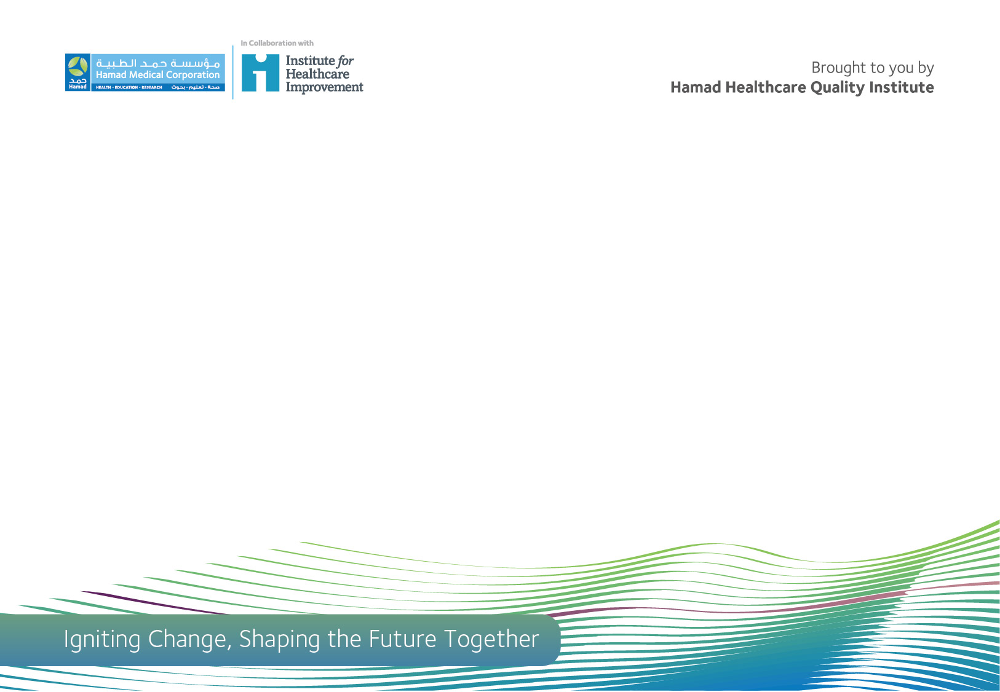 In Collaboration with
مؤسسة حمد الطبية
Hamad Medical Corporation
حمد
Hamad
HEALTH · EDUCATION · RESEARCH صحة · تعليم · بحوث
Institute for
Healthcare
Improvement
Brought to you by
Hamad Healthcare Quality Institute
Igniting Change, Shaping the Future Together